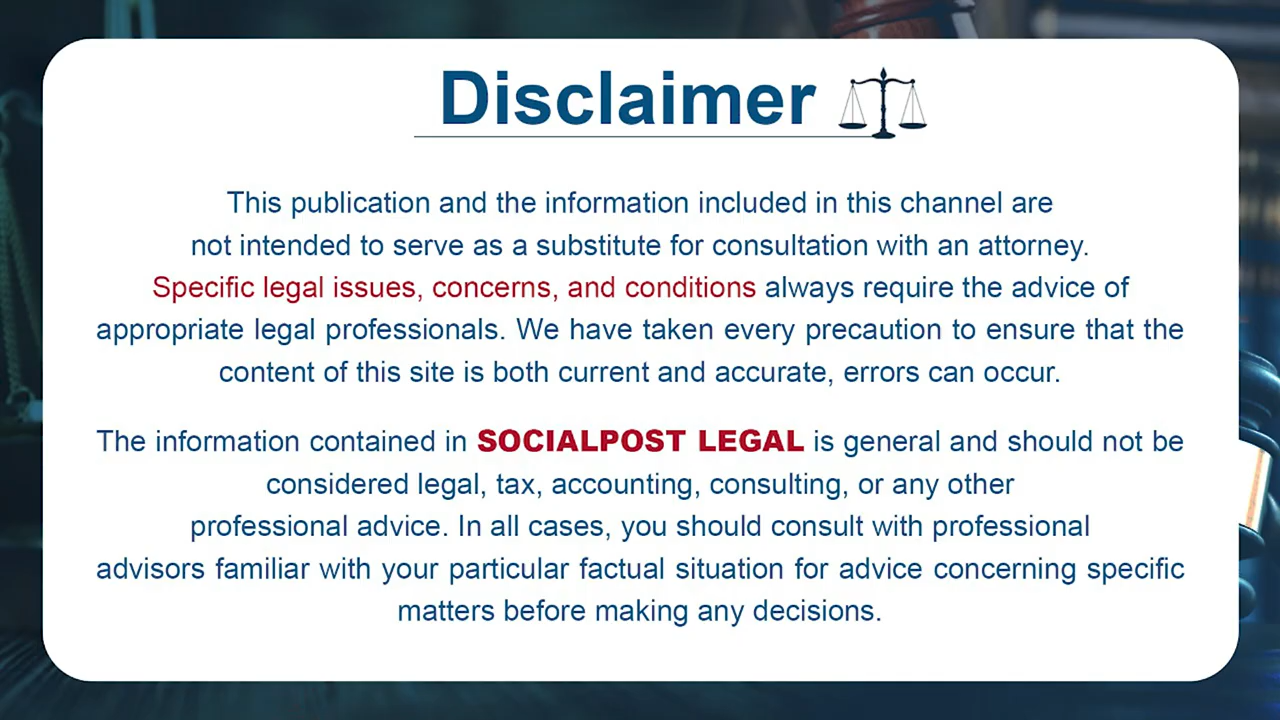 Disclaimer
This publication and the information included in this channel are
not intended to serve as a substitute for consultation with an attorney.
Specific legal issues, concerns, and conditions always require the advice of
appropriate legal professionals. We have taken every precaution to ensure that the
content of this site is both current and accurate, errors can occur.
The information contained in SOCIALPOST LEGAL is general and should not be
considered legal, tax, accounting, consulting, or any other
professional advice. In all cases, you should consult with professional
advisors familiar with your particular factual situation for advice concerning specific
matters before making any decisions.